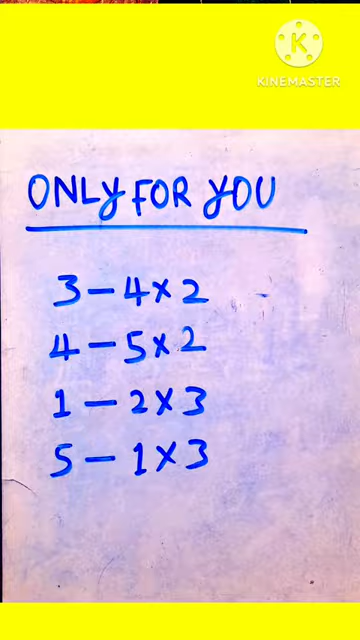 KINEMASTER
ONLY FOR YOU
3 – 4 × 2
4 – 5 × 2
1 – 2 × 3
5 – 1 × 3